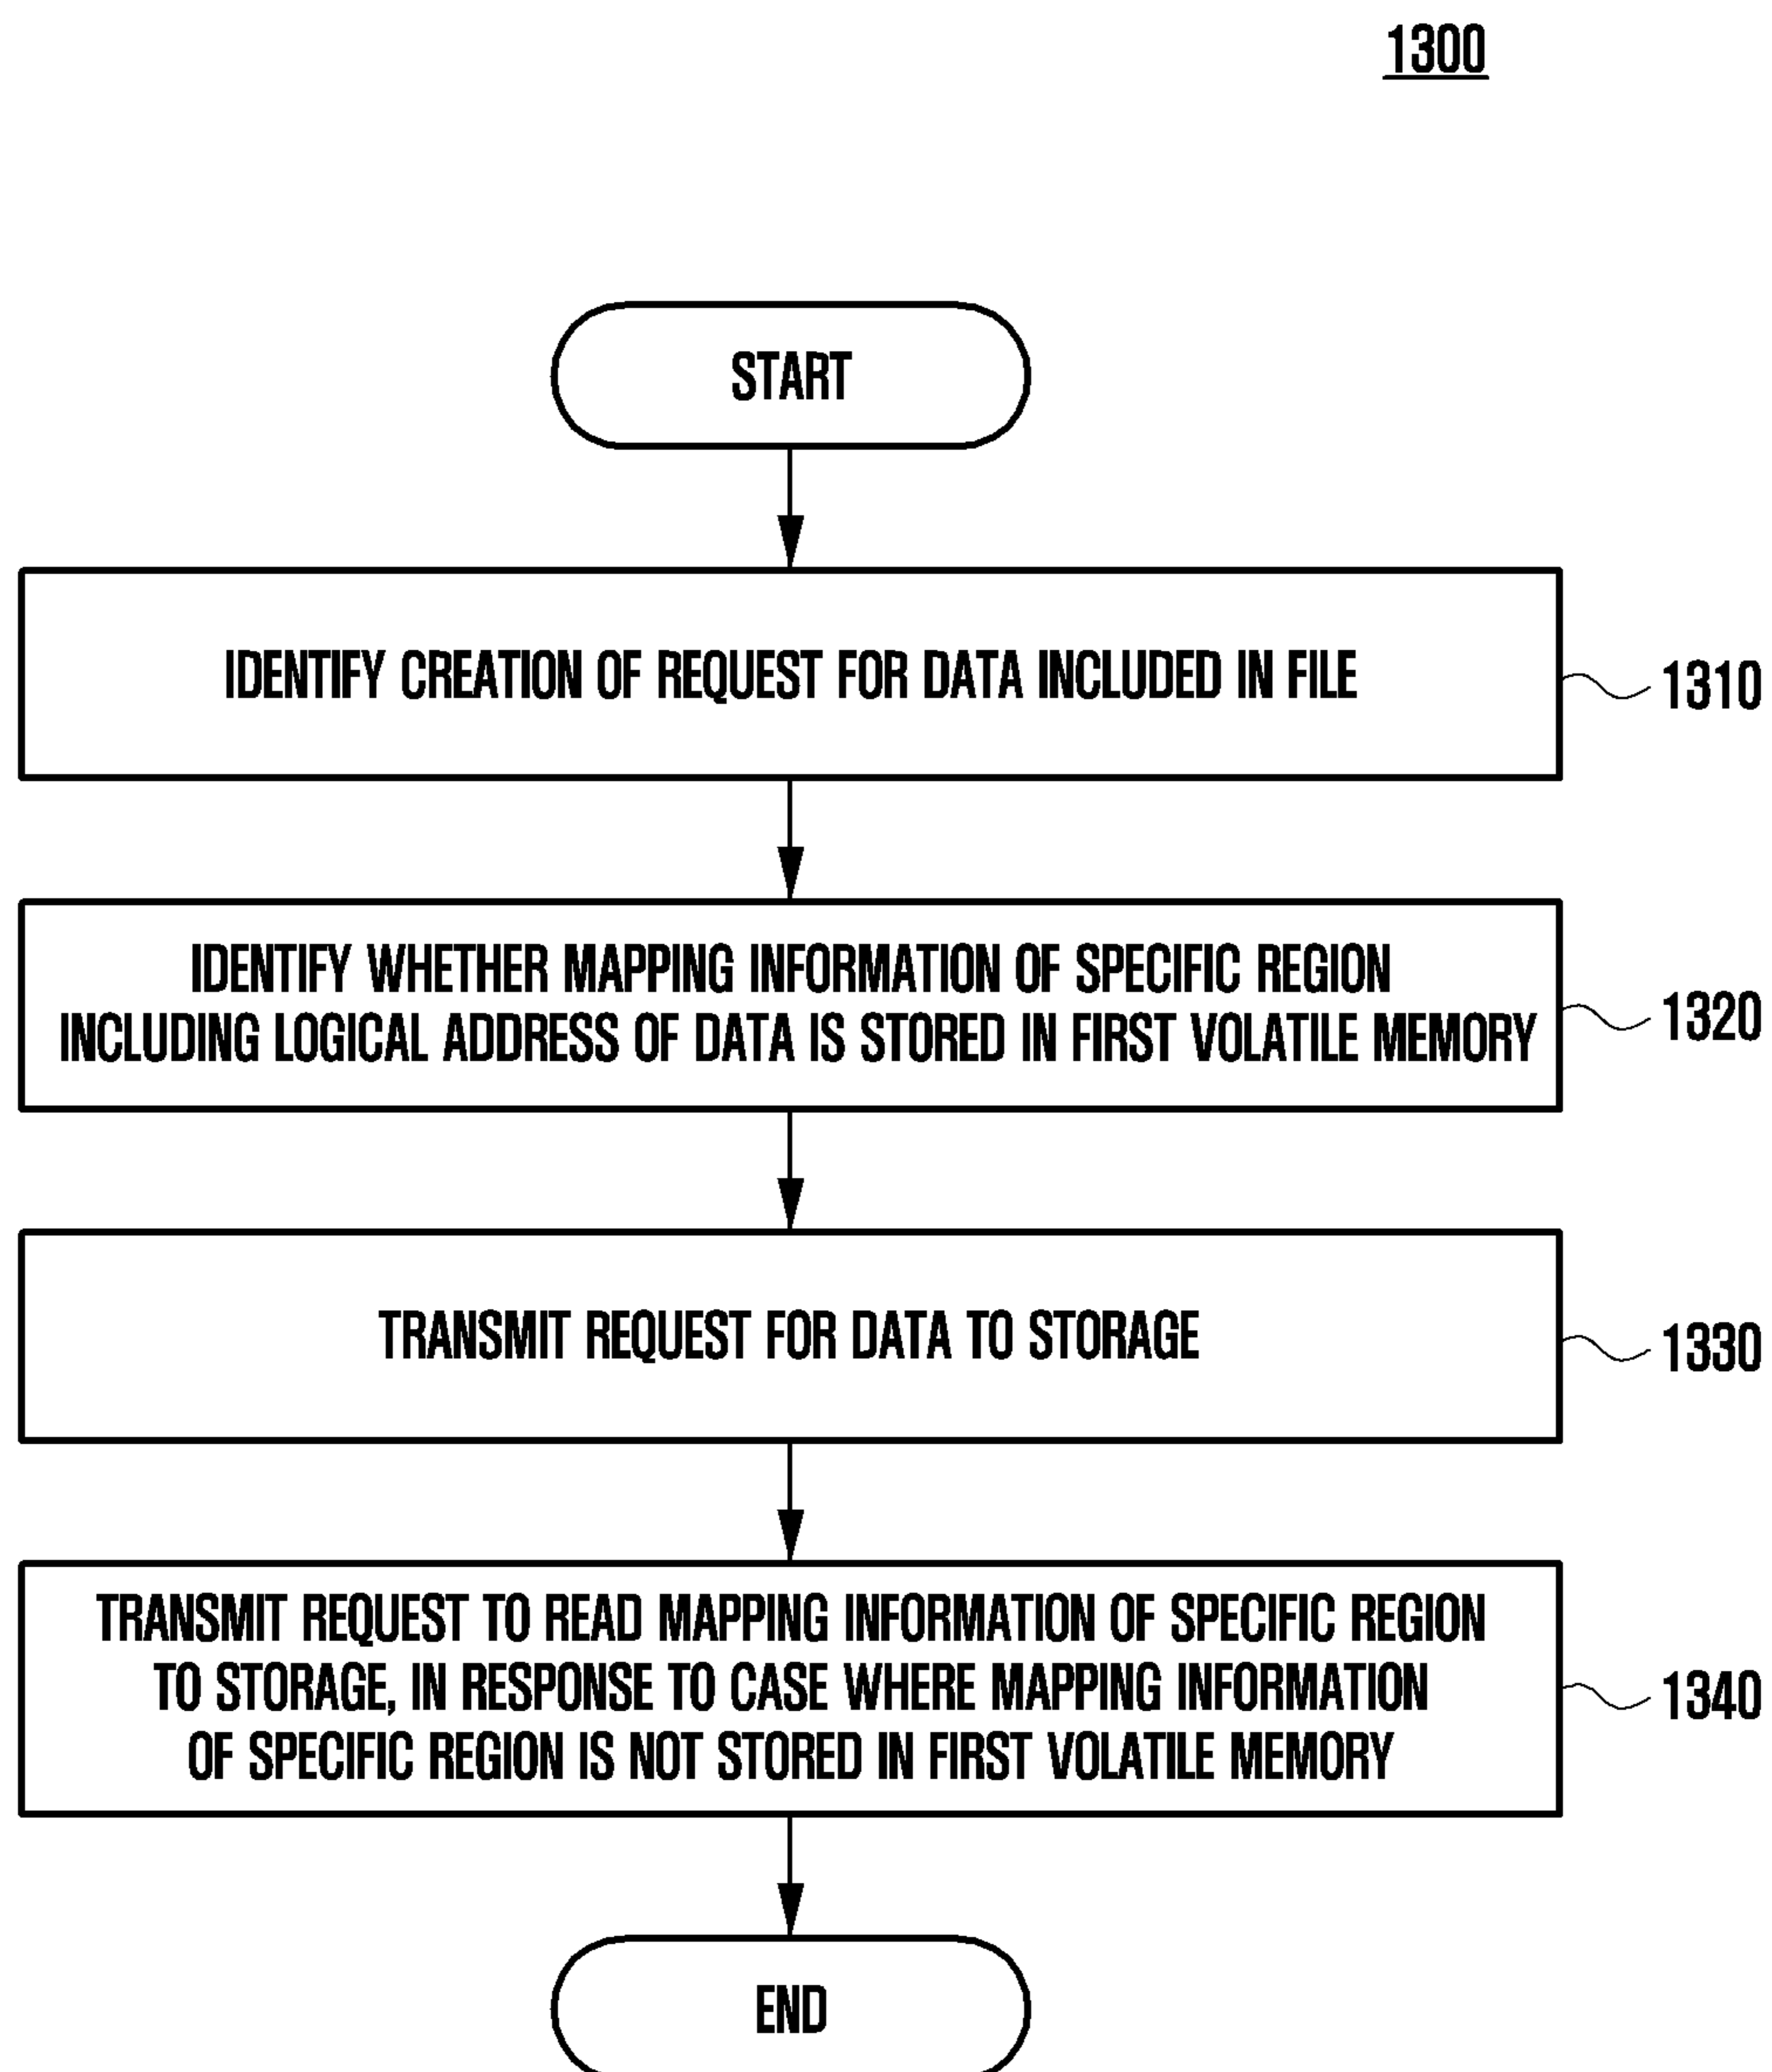 1300
START
IDENTIFY CREATION OF REQUEST FOR DATA INCLUDED IN FILE
1310
IDENTIFY WHETHER MAPPING INFORMATION OF SPECIFIC REGION
INCLUDING LOGICAL ADDRESS OF DATA IS STORED IN FIRST VOLATILE MEMORY
1320
TRANSMIT REQUEST FOR DATA TO STORAGE
1330
TRANSMIT REQUEST TO READ MAPPING INFORMATION OF SPECIFIC REGION
TO STORAGE, IN RESPONSE TO CASE WHERE MAPPING INFORMATION
OF SPECIFIC REGION IS NOT STORED IN FIRST VOLATILE MEMORY
1340
END